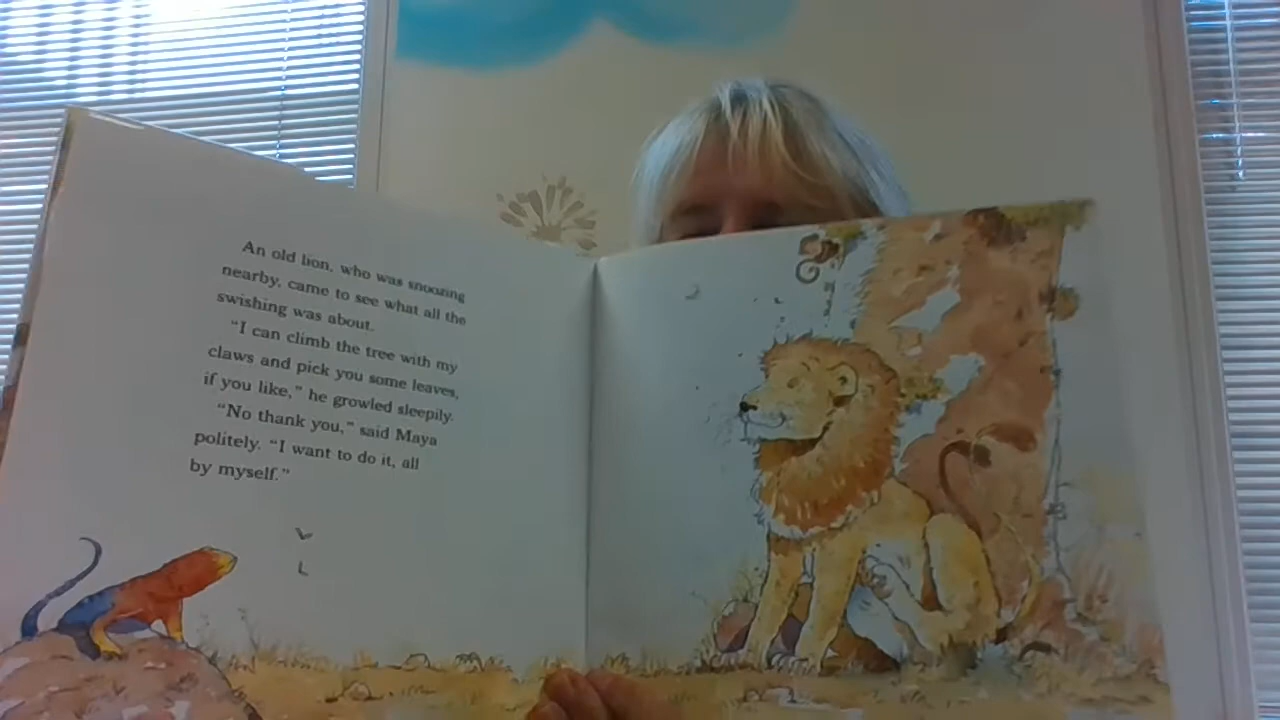 An old lion, who was snoozing
nearby, came to see what all the
swishing was about.
“I can climb the tree with my
claws and pick you some leaves,
if you like,” he growled sleepily.
“No thank you,” said Maya
politely. “I want to do it, all
by myself.”